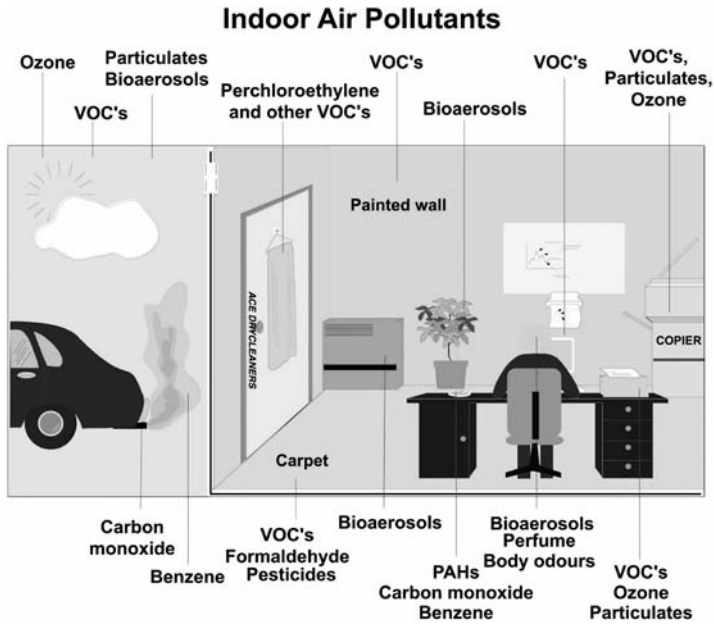 Indoor Air Pollutants
Ozone
Particulates
Bioaerosols
VOC's
Perchloroethylene
and other VOC's
VOC's
Bioaerosols
VOC's
VOC's,
Particulates,
Ozone
Painted wall
ACE DRYCLEANERS
COPIER
Carpet
Carbon
monoxide
Benzene
VOC's
Formaldehyde
Pesticides
Bioaerosols
PAHs
Carbon monoxide
Benzene
Bioaerosols
Perfume
Body odours
VOC's
Ozone
Particulates